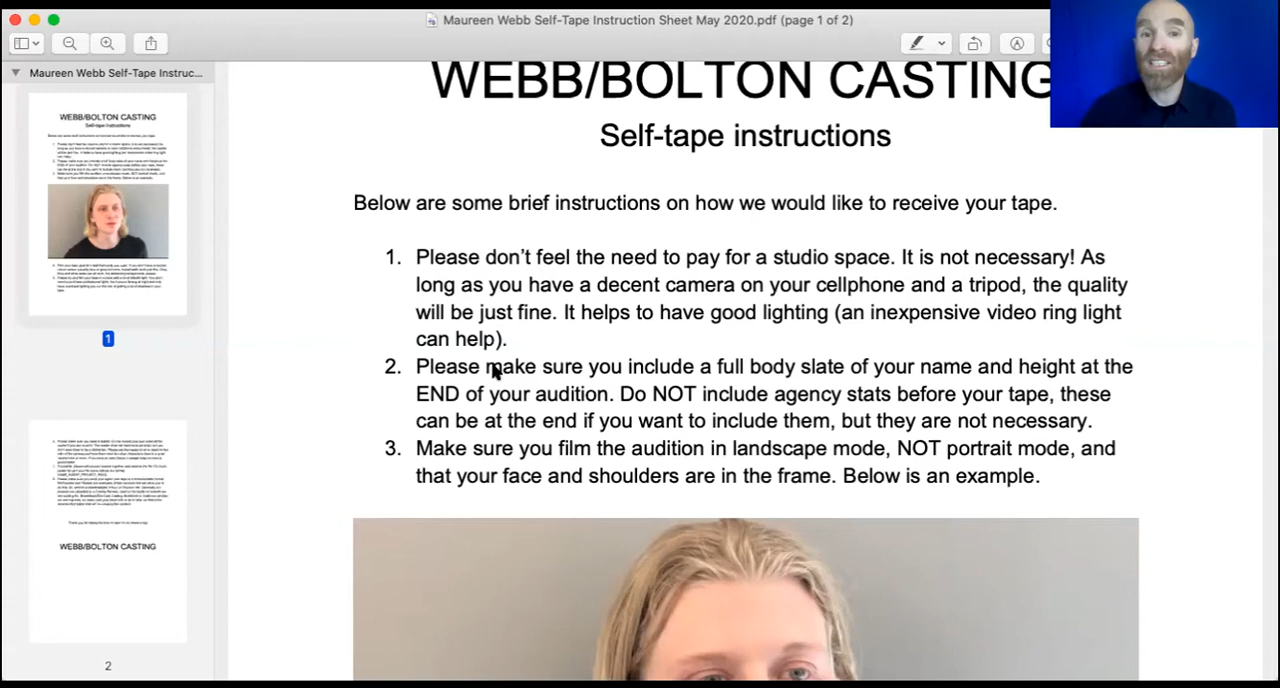 Maureen Webb Self-Tape Instruction Sheet May 2020.pdf (page 1 of 2)
Maureen Webb Self-Tape Instruc...
WEBB/BOLTON CASTING
Self-tape instructions
1
WEBB/BOLTON CASTING
2
WEBB/BOLTON CASTING
Self-tape instructions
Below are some brief instructions on how we would like to receive your tape.
1. Please don’t feel the need to pay for a studio space. It is not necessary! As
long as you have a decent camera on your cellphone and a tripod, the quality
will be just fine. It helps to have good lighting (an inexpensive video ring light
can help).
2. Please make sure you include a full body slate of your name and height at the
END of your audition. Do NOT include agency stats before your tape, these
can be at the end if you want to include them, but they are not necessary.
3. Make sure you film the audition in landscape mode, NOT portrait mode, and
that your face and shoulders are in the frame. Below is an example.